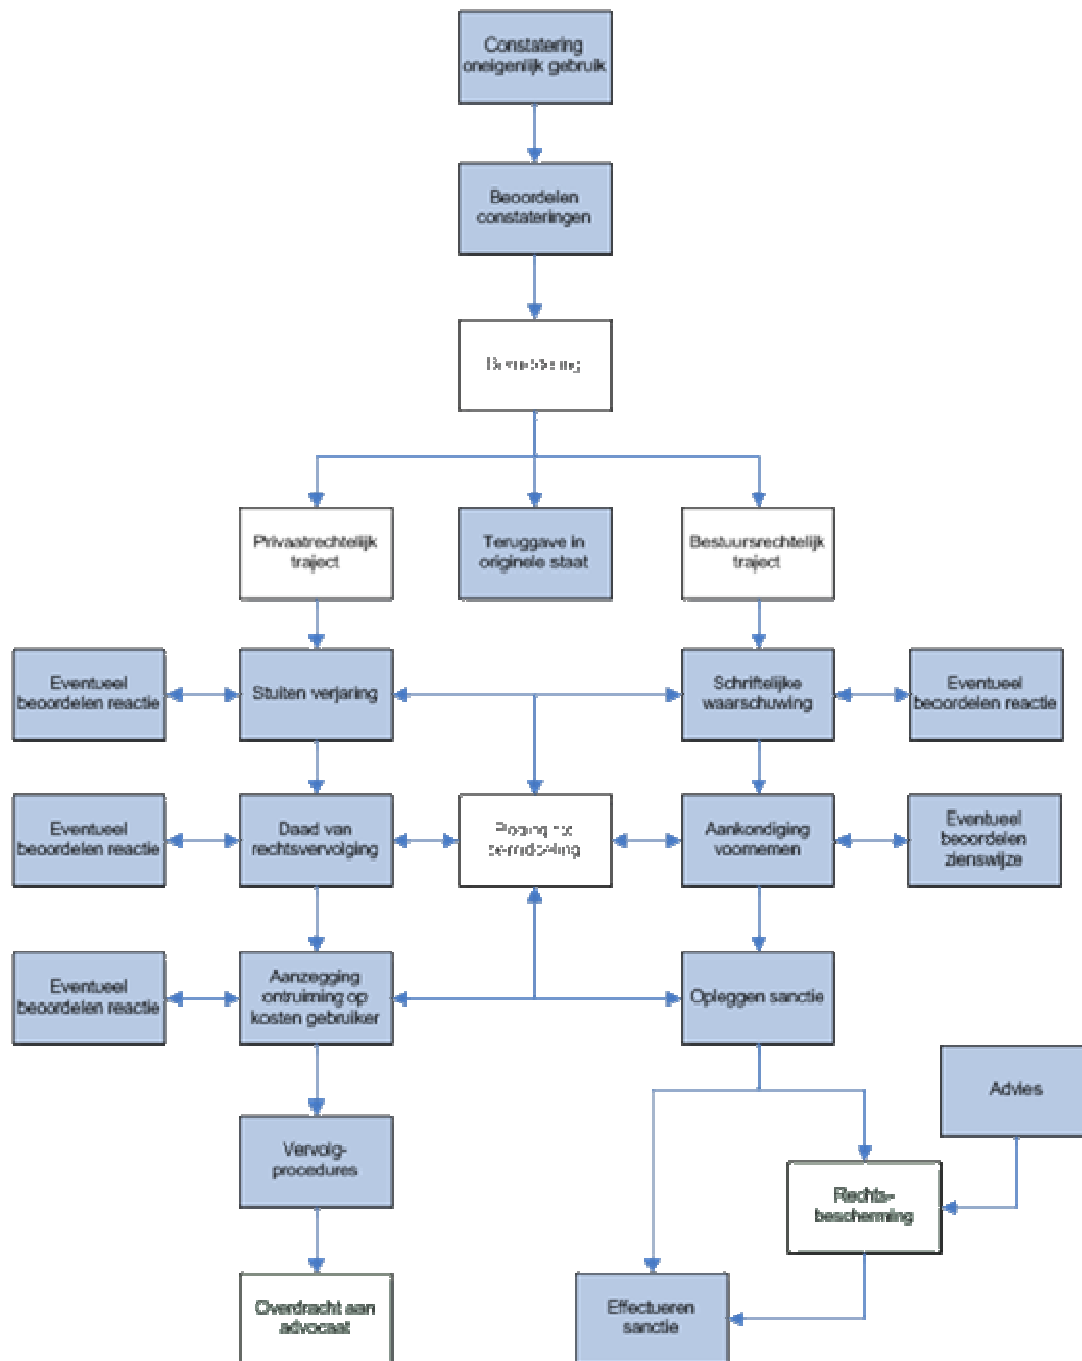 Constatering
oneigenlijk gebruik
Beoordelen
constateringen
Privaatrechtelijk
traject
Teruggave in
originele staat
Bestuursrechtelijk
traject
Eventueel
beoordelen reactie
Stuiten verjaring
Schriftelijke
waarschuwing
Eventueel
beoordelen reactie
Eventueel
beoordelen reactie
Daad van
rechtsvervolging
Aankondiging
voornemen
Eventueel
beoordelen
zienswijze
Eventueel
beoordelen reactie
Aanzegging
ontruiming op
kosten gebruiker
Opleggen sanctie
Advies
Vervolg-
procedures
Rechts-
bescherming
Overdracht aan
advocaat
Effectueren
sanctie